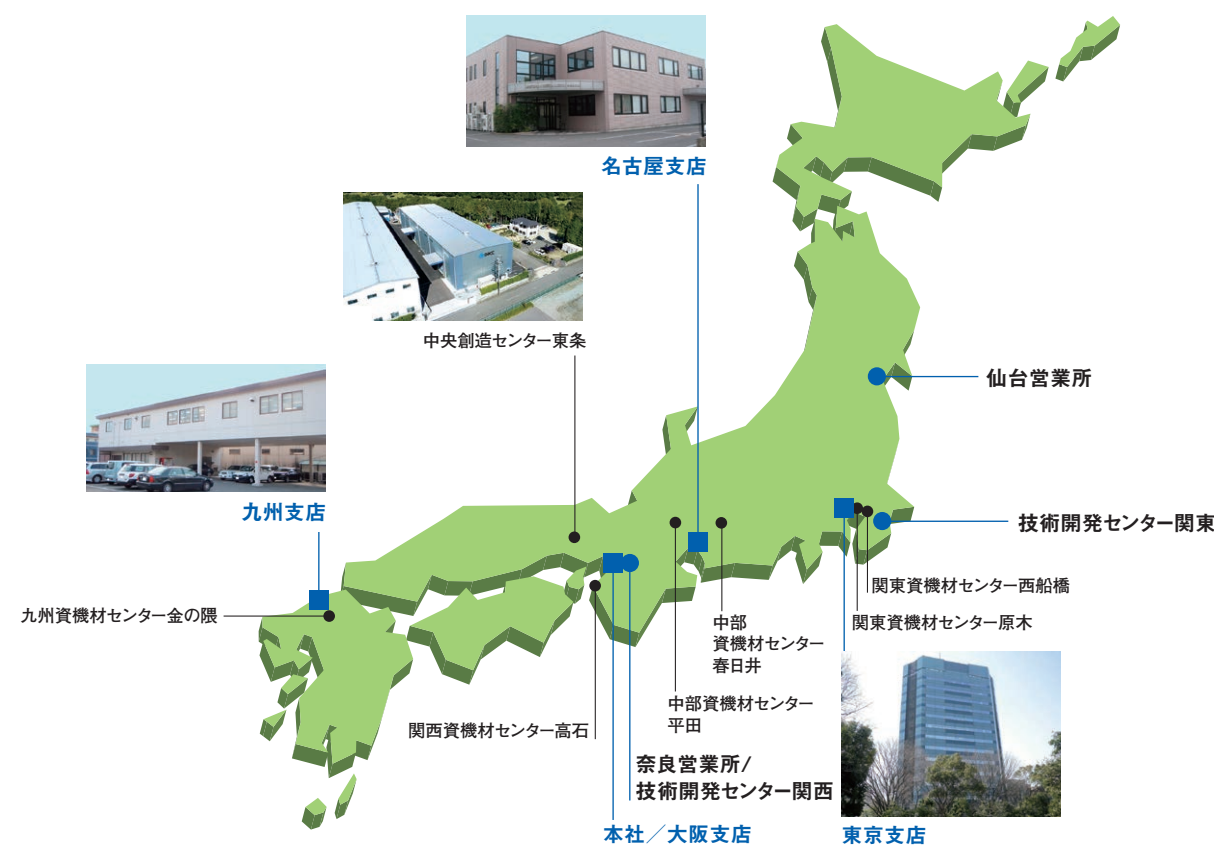 名古屋支店
中央創造センター東条
仙台営業所
九州支店
技術開発センター関東
関東資機材センター西船橋
九州資機材センター金の隈
関東資機材センター原木
中部
資機材センター
春日井
中部資機材センター
平田
関西資機材センター高石
奈良営業所/
技術開発センター関西
本社／大阪支店
東京支店